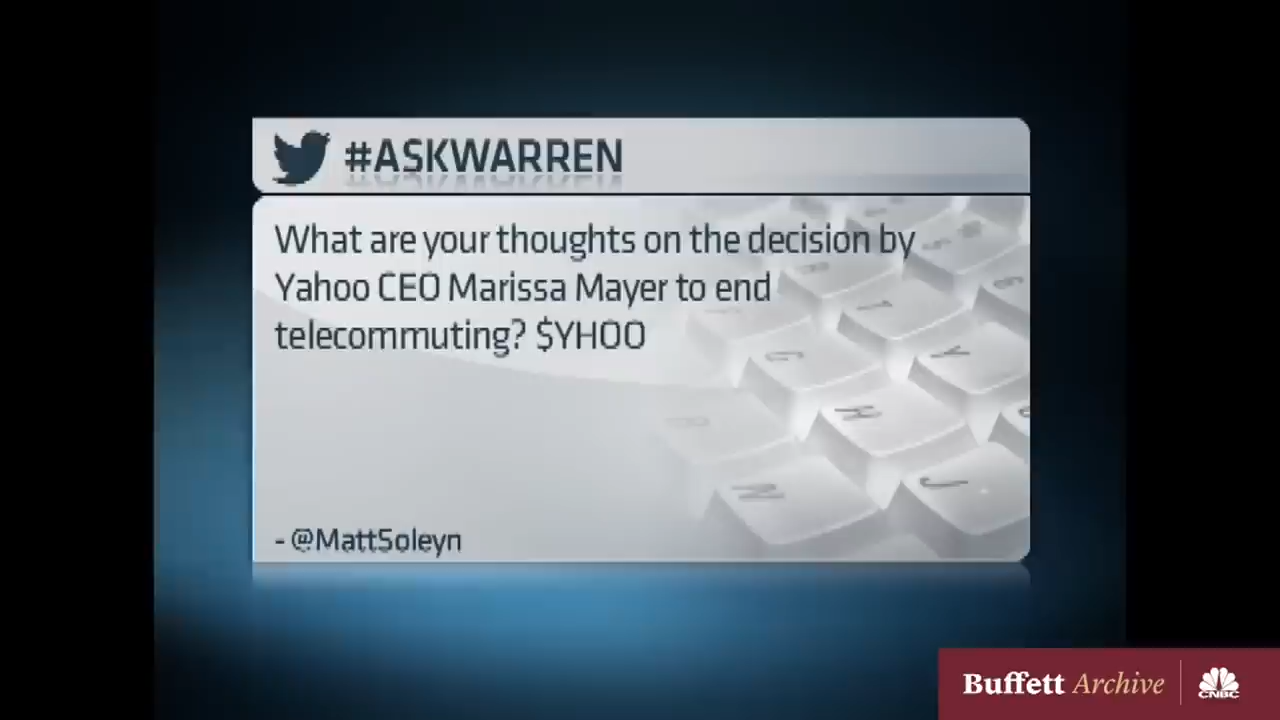 #ASKWARREN
What are your thoughts on the decision by
Yahoo CEO Marissa Mayer to end
telecommuting? $YHOO
- @MattSoleyn
Buffett Archive
CNBC